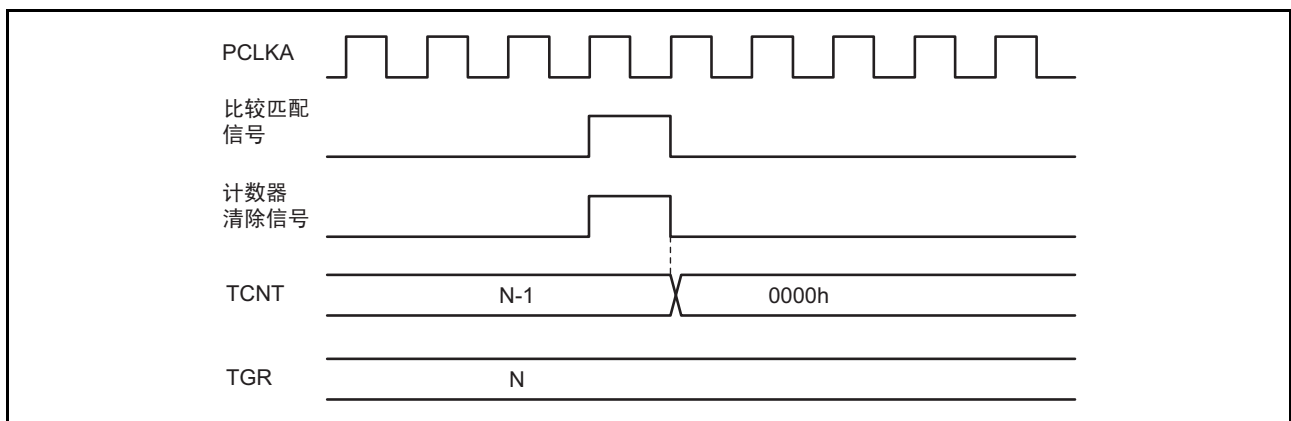 PCLKA
比较匹配
信号
计数器
清除信号
TCNT
N-1
0000h
TGR
N